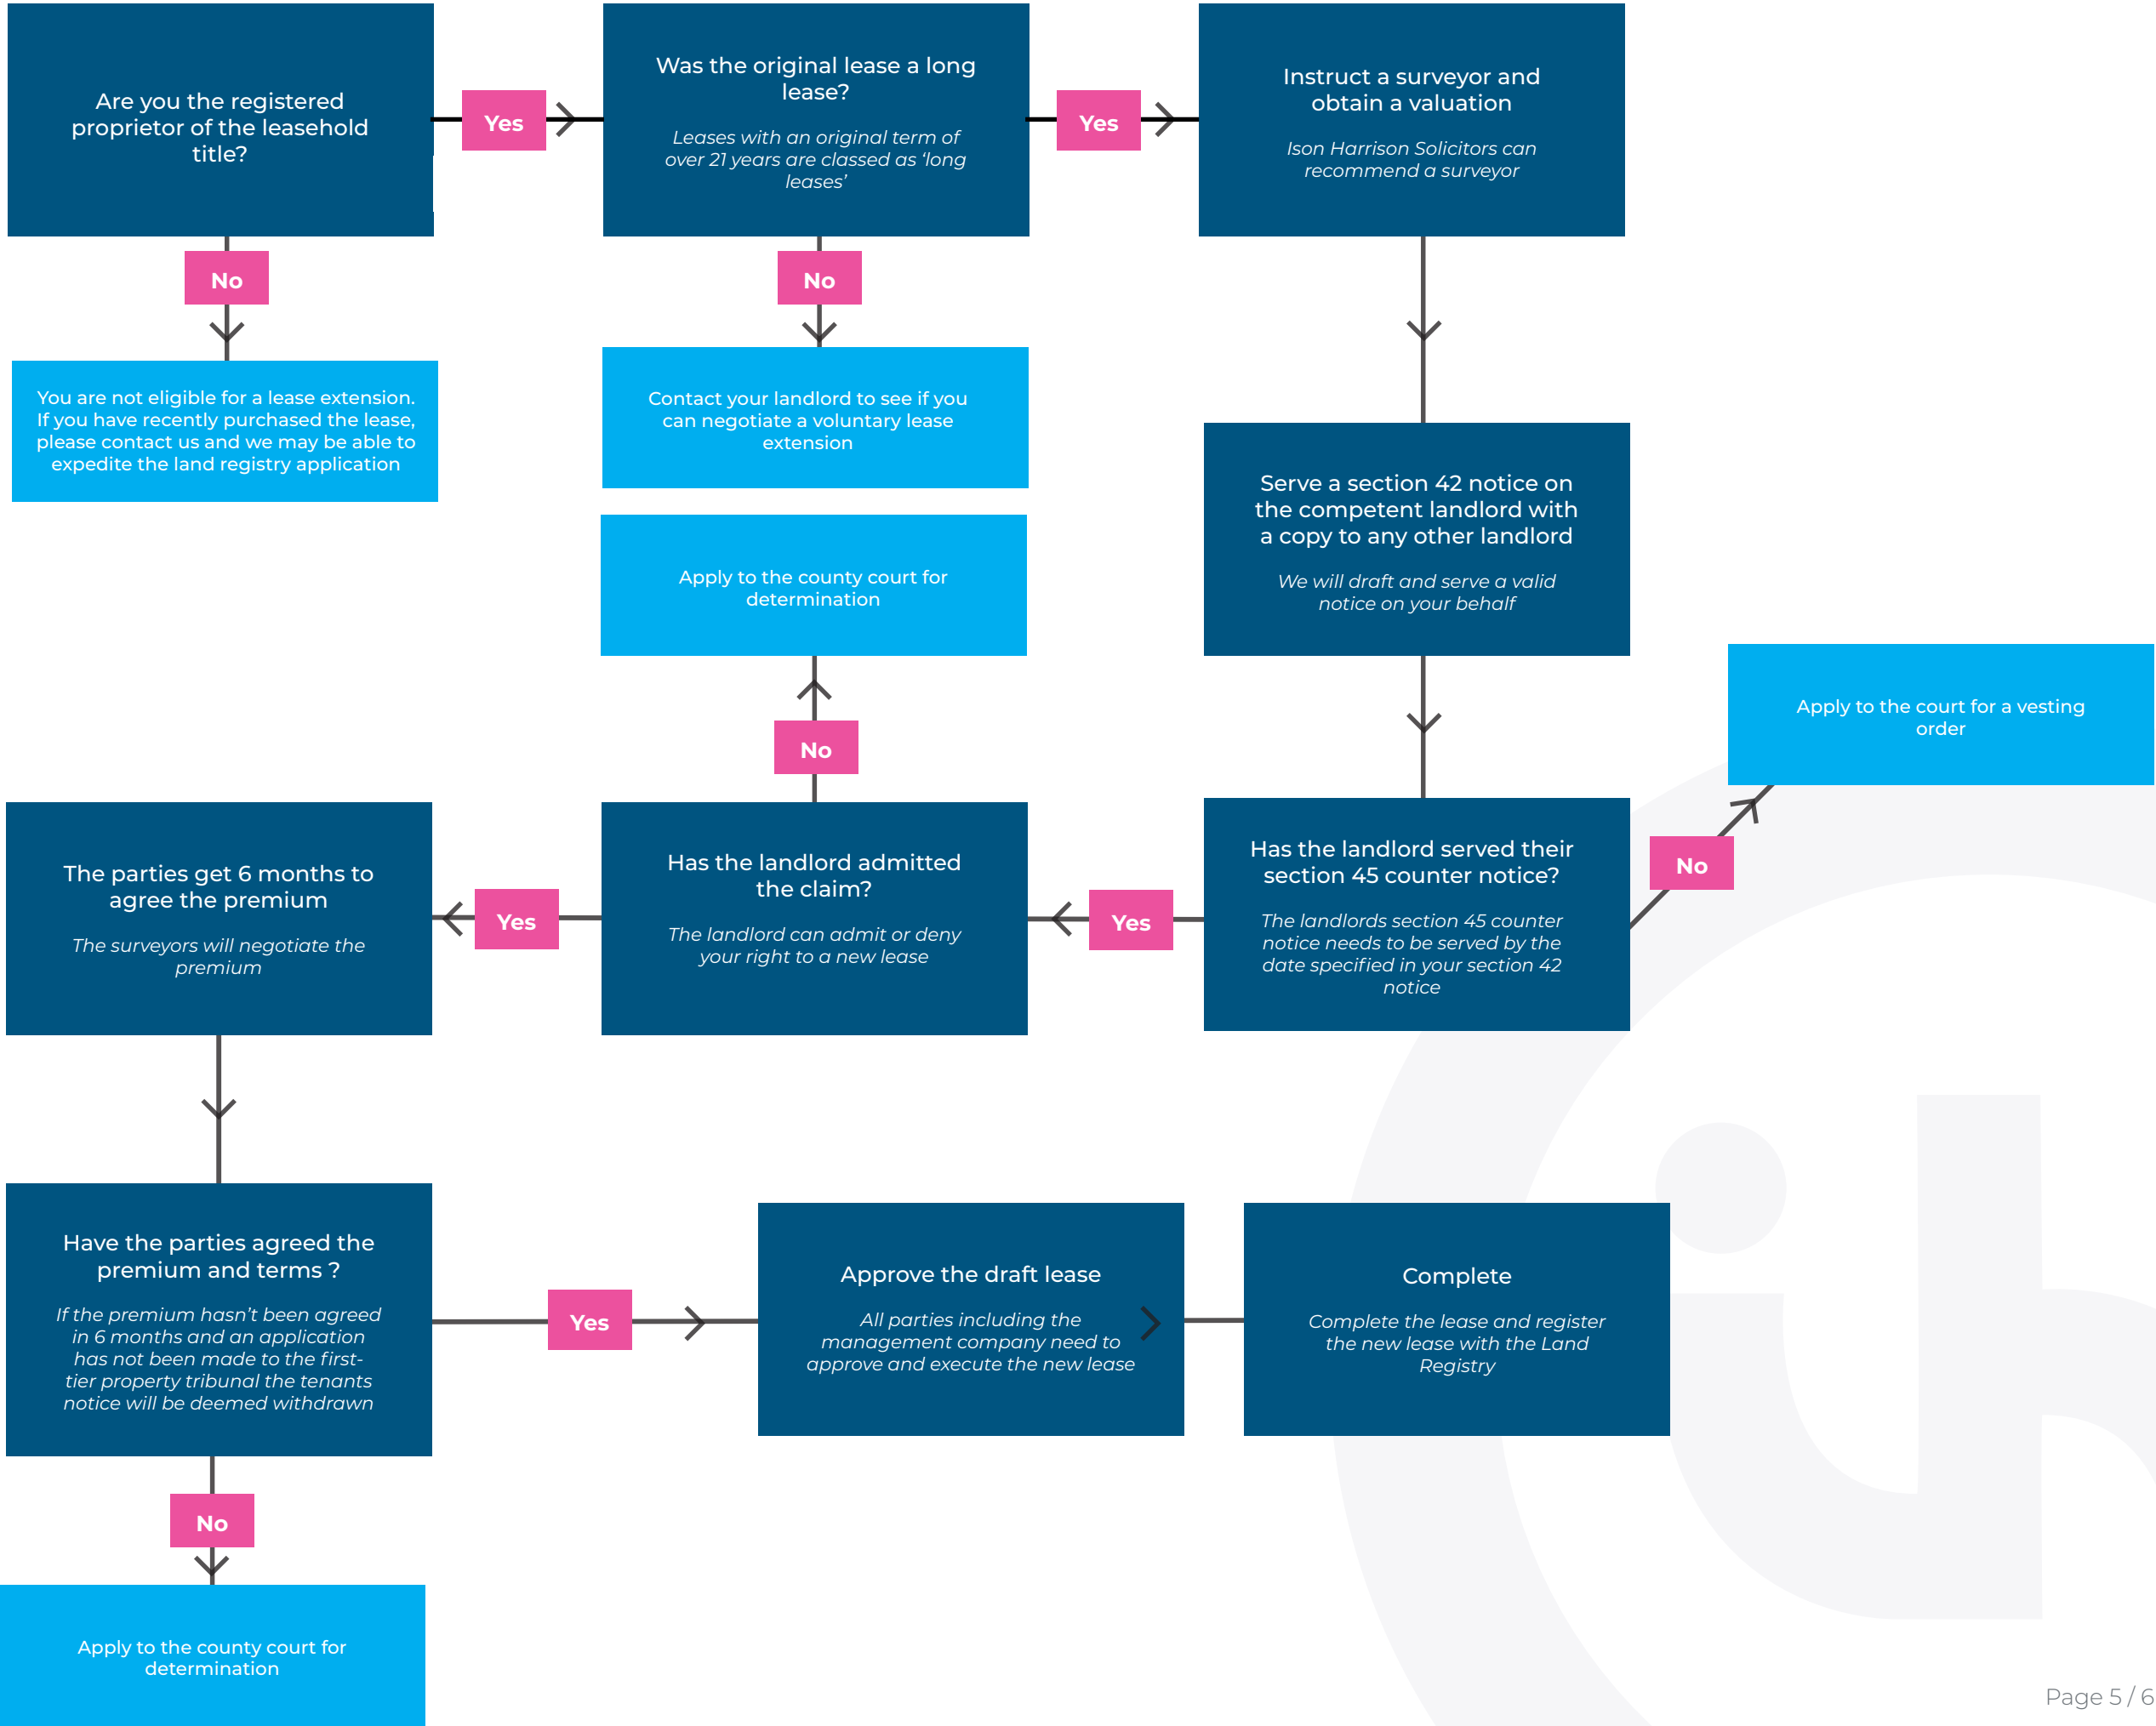 Are you the registered
proprietor of the leasehold
title?
Yes
Was the original lease a long
lease?
Leases with an original term of
over 21 years are classed as ‘long
leases’
Yes
Instruct a surveyor and
obtain a valuation
Ison Harrison Solicitors can
recommend a surveyor
No
You are not eligible for a lease extension.
If you have recently purchased the lease,
please contact us and we may be able to
expedite the land registry application
No
Contact your landlord to see if you
can negotiate a voluntary lease
extension
Serve a section 42 notice on
the competent landlord with
a copy to any other landlord
We will draft and serve a valid
notice on your behalf
Has the landlord served their
section 45 counter notice?
The landlords section 45 counter
notice needs to be served by the
date specified in your section 42
notice
No
Apply to the court for a vesting
order
Yes
Has the landlord admitted
the claim?
The landlord can admit or deny
your right to a new lease
No
Apply to the county court for
determination
Yes
The parties get 6 months to
agree the premium
The surveyors will negotiate the
premium
Have the parties agreed the
premium and terms ?
If the premium hasn’t been agreed
in 6 months and an application
has not been made to the first-
tier property tribunal the tenants
notice will be deemed withdrawn
Yes
Approve the draft lease
All parties including the
management company need to
approve and execute the new lease
Complete
Complete the lease and register
the new lease with the Land
Registry
No
Apply to the county court for
determination
Page 5 / 6